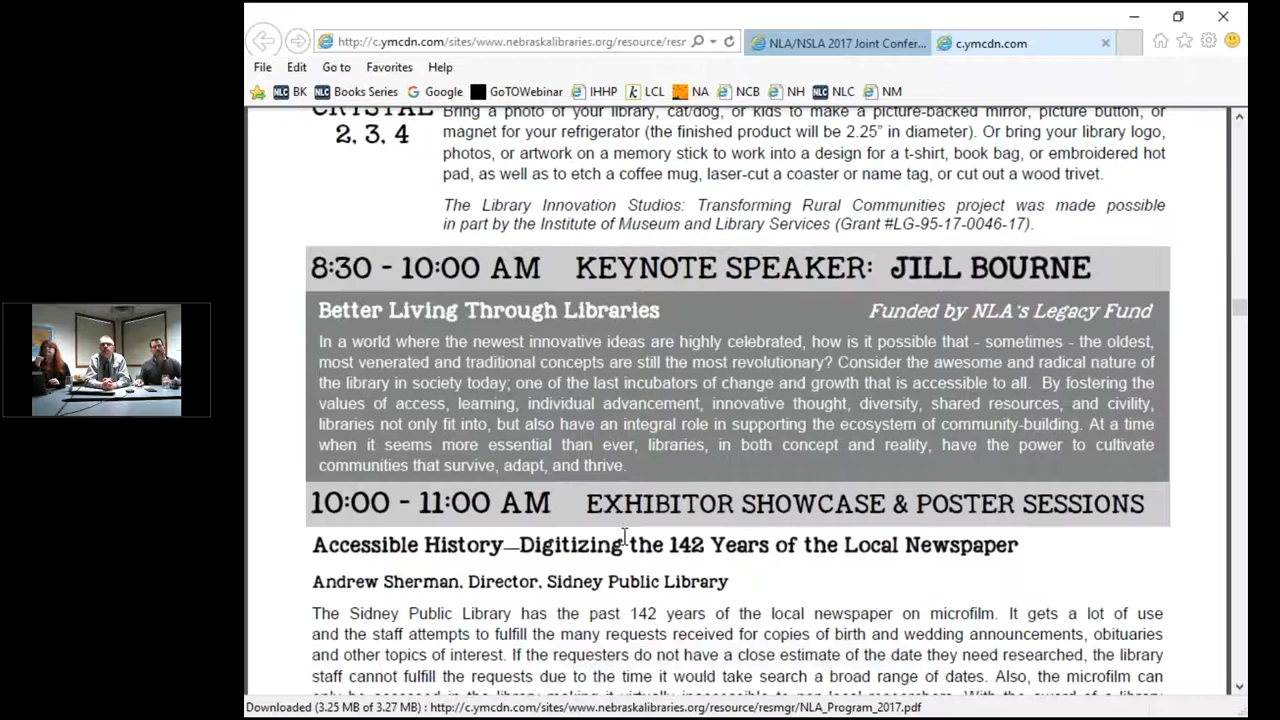 http://c.ymcdn.com/sites/www.nebraskalibraries.org/resource/resr
NLA/NSLA 2017 Joint Confer...
c.ymcdn.com
File Edit Go to Favorites Help
NLC BK NLC Books Series G Google GoTOWebinar IHHP k LCL NA NCB NH NLC NLC NM
CRYSTAL
2, 3, 4
Bring a photo of your library, cat/dog, or kids to make a picture-backed mirror, picture button, or
magnet for your refrigerator (the finished product will be 2.25" in diameter). Or bring your library logo,
photos, or artwork on a memory stick to work into a design for a t-shirt, book bag, or embroidered hot
pad, as well as to etch a coffee mug, laser-cut a coaster or name tag, or cut out a wood trivet.
The Library Innovation Studios: Transforming Rural Communities project was made possible
in part by the Institute of Museum and Library Services (Grant #LG-95-17-0046-17).
8:30 - 10:00 AM KEYNOTE SPEAKER: JILL BOURNE
Better Living Through Libraries Funded by NLA's Legacy Fund
In a world where the newest innovative ideas are highly celebrated, how is it possible that - sometimes - the oldest,
most venerated and traditional concepts are still the most revolutionary? Consider the awesome and radical nature of
the library in society today; one of the last incubators of change and growth that is accessible to all. By fostering the
values of access, learning, individual advancement, innovative thought, diversity, shared resources, and civility,
libraries not only fit into, but also have an integral role in supporting the ecosystem of community-building. At a time
when it seems more essential than ever, libraries, in both concept and reality, have the power to cultivate
communities that survive, adapt, and thrive.
10:00 - 11:00 AM EXHIBITOR SHOWCASE & POSTER SESSIONS
Accessible History—Digitizing the 142 Years of the Local Newspaper
Andrew Sherman, Director, Sidney Public Library
The Sidney Public Library has the past 142 years of the local newspaper on microfilm. It gets a lot of use
and the staff attempts to fulfill the many requests received for copies of birth and wedding announcements, obituaries
and other topics of interest. If the requesters do not have a close estimate of the date they need researched, the library
staff cannot fulfill the requests due to the time it would take search a broad range of dates. Also, the microfilm can
Downloaded (3.25 MB of 3.27 MB) : http://c.ymcdn.com/sites/www.nebraskalibraries.org/resource/resmgr/NLA_Program_2017.pdf